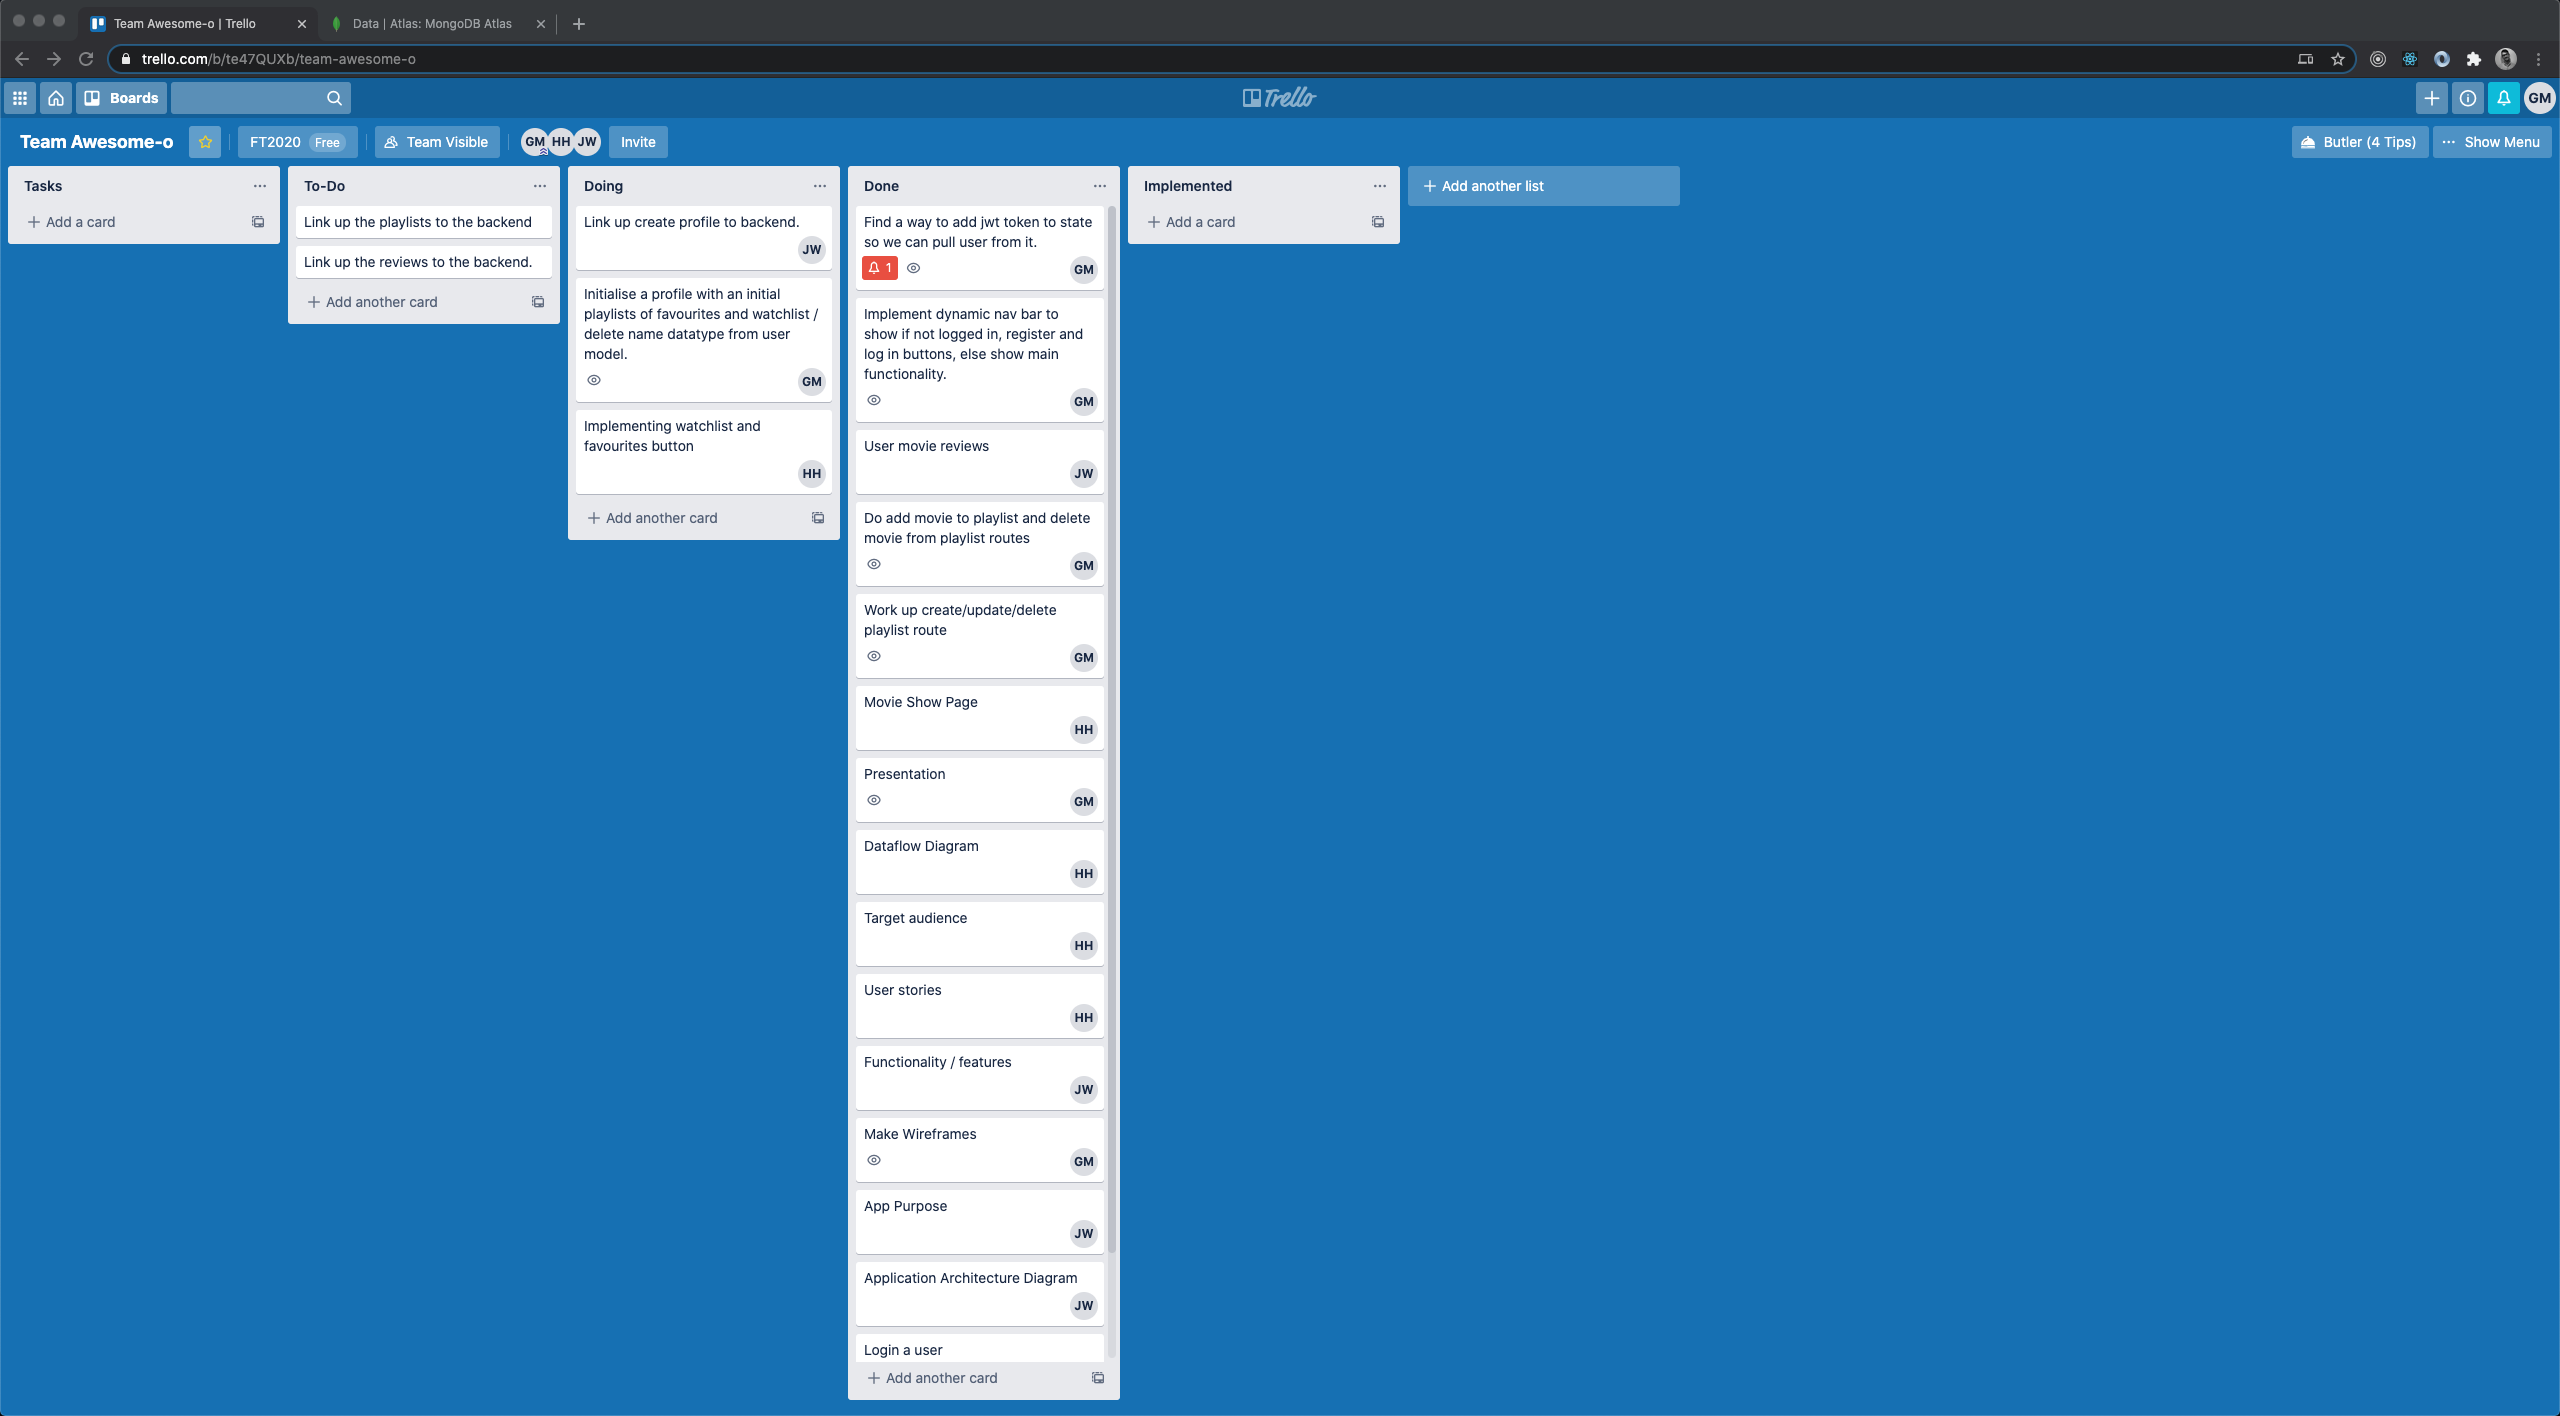 Team Awesome-o | Trello
Data | Atlas: MongoDB Atlas
trello.com/b/te47QUXb/team-awesome-o
Boards
Trello
GM
Team Awesome-o
FT2020 Free
Team Visible
GM HH JW
Invite
Butler (4 Tips)
Show Menu
Tasks
Add a card
To-Do
Link up the playlists to the backend
Link up the reviews to the backend.
Add another card
Doing
Link up create profile to backend.
JW
Initialise a profile with an initial
playlists of favourites and watchlist /
delete name datatype from user
model.
GM
Implementing watchlist and
favourites button
HH
Add another card
Done
Find a way to add jwt token to state
so we can pull user from it.
1
GM
Implement dynamic nav bar to
show if not logged in, register and
log in buttons, else show main
functionality.
GM
User movie reviews
JW
Do add movie to playlist and delete
movie from playlist routes
GM
Work up create/update/delete
playlist route
GM
Movie Show Page
HH
Presentation
GM
Dataflow Diagram
HH
Target audience
HH
User stories
HH
Functionality / features
JW
Make Wireframes
GM
App Purpose
JW
Application Architecture Diagram
JW
Login a user
Add another card
Implemented
Add a card
Add another list